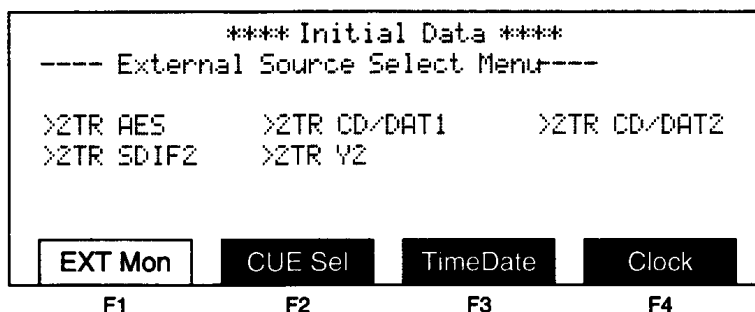 **** Initial Data ****
---- External Source Select Menu----
>2TR AES >2TR CD/DAT1 >2TR CD/DAT2
>2TR SDIF2 >2TR Y2
EXT Mon CUE Sel TimeDate Clock
F1 F2 F3 F4